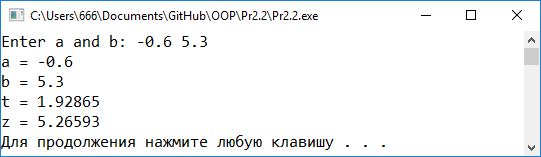 C:\Users\666\Documents\GitHub\OOP\Pr2.2\Pr2.2.exe
Enter a and b: -0.6 5.3
a = -0.6
b = 5.3
t = 1.92865
z = 5.26593
Для продолжения нажмите любую клавишу . . .